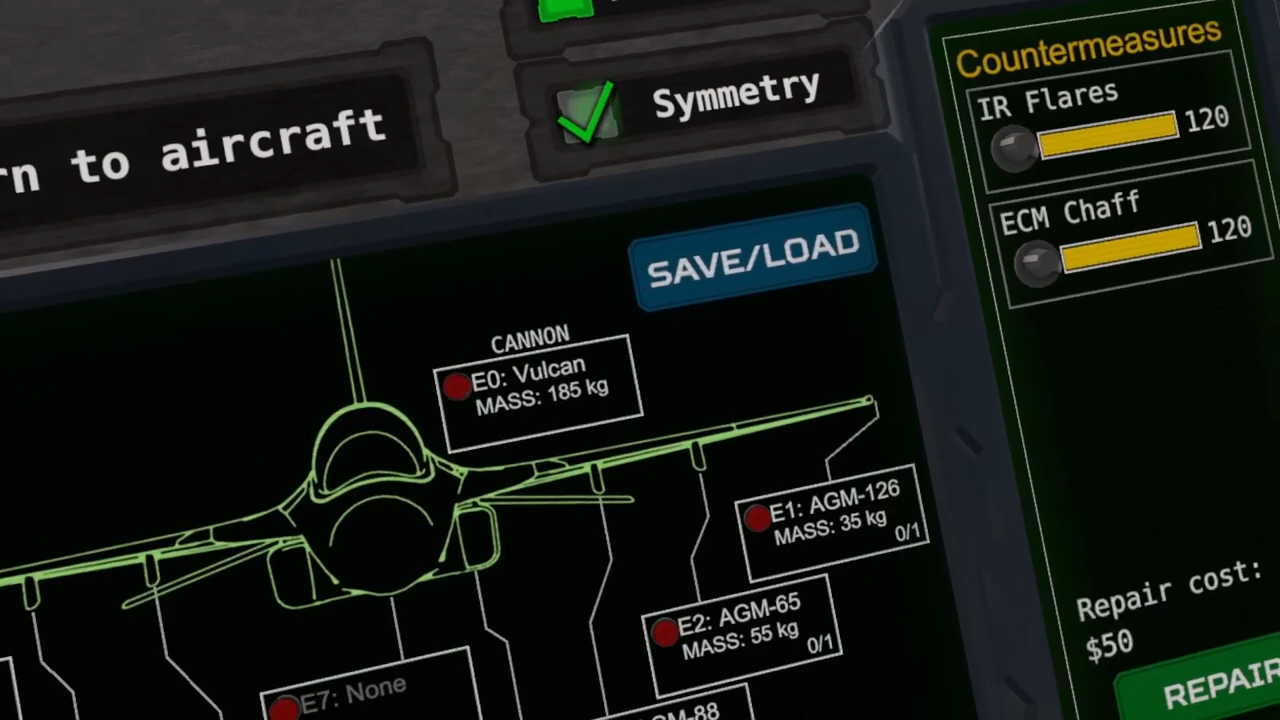 to aircraft
Symmetry
SAVE/LOAD
CANNON
E0: Vulcan
MASS: 185 kg
E1: AGM-126
MASS: 35 kg
0/1
E2: AGM-65
MASS: 55 kg
0/1
E7: None
Countermeasures
IR Flares
120
ECM Chaff
120
Repair cost:
$50
REPAIR